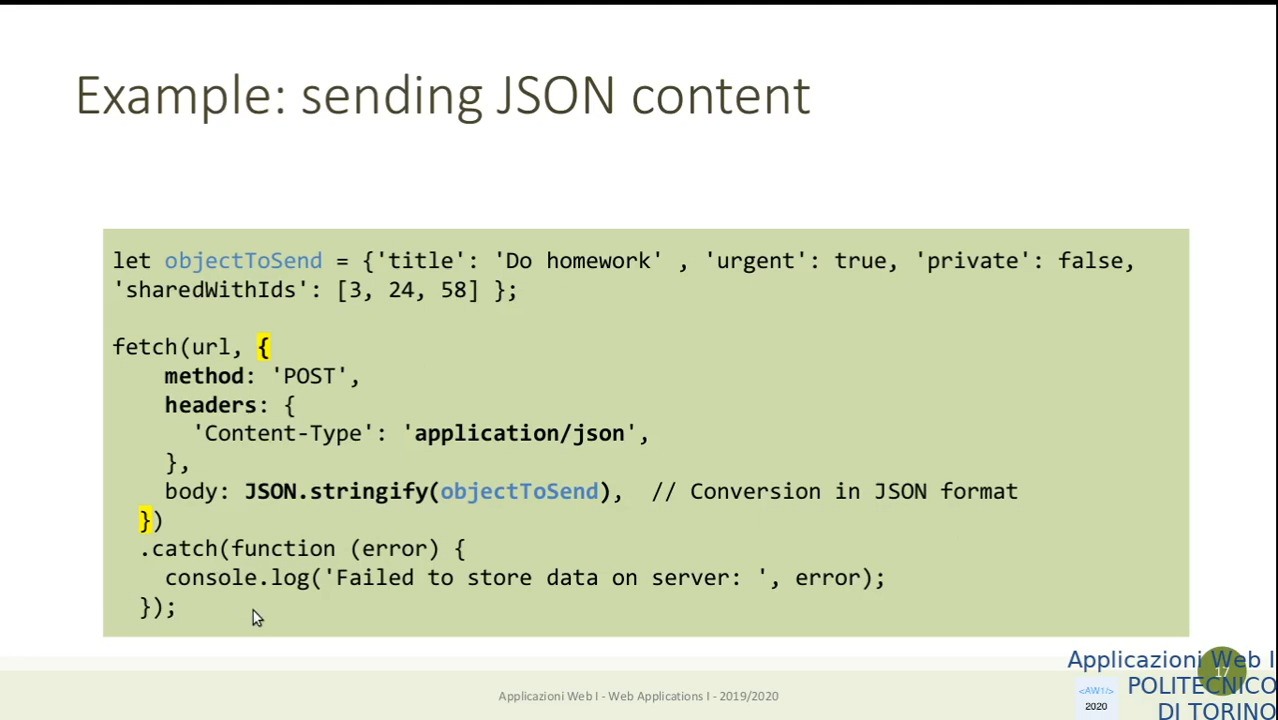 Example: sending JSON content
let objectToSend = {'title': 'Do homework' , 'urgent': true, 'private': false,
'sharedWithIds': [3, 24, 58] };
fetch(url, {
method: 'POST',
headers: {
'Content-Type': 'application/json',
},
body: JSON.stringify(objectToSend), // Conversion in JSON format
})
.catch(function (error) {
console.log('Failed to store data on server: ', error);
});
Applicazioni Web I - Web Applications I - 2019/2020
17
Applicazioni Web I
POLITECNICO
DI TORINO
<AW1/>
2020